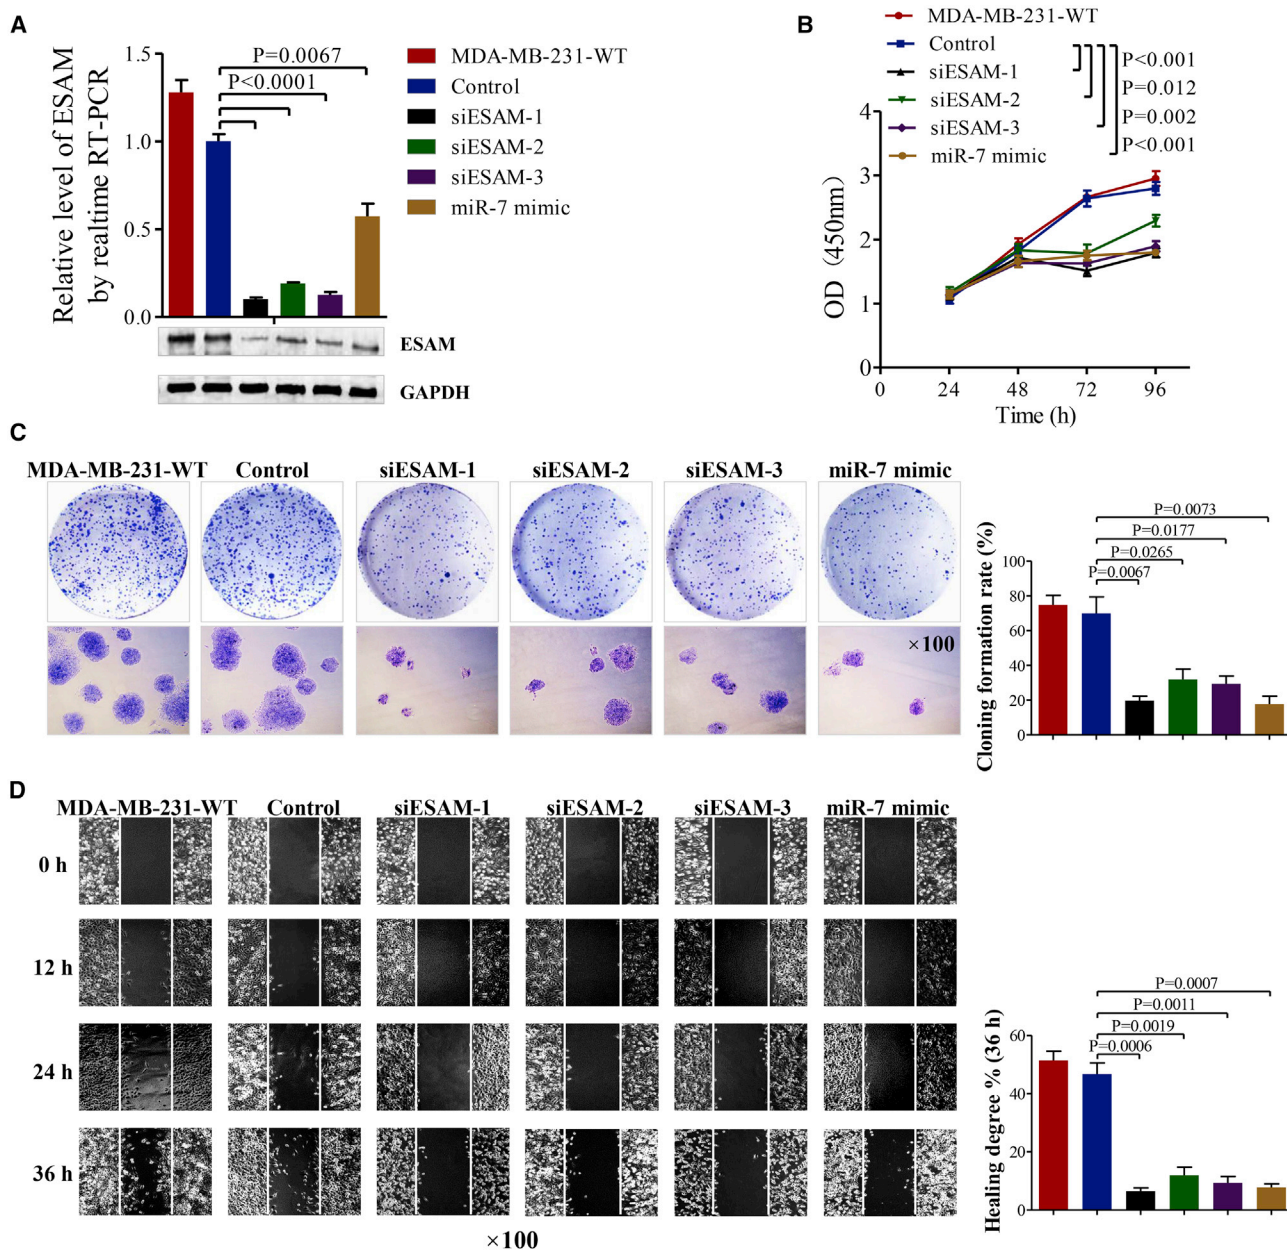 A
Relative level of ESAM
by realtime RT-PCR
1.5
1.0
0.5
0.0
P=0.0067
P<0.0001
MDA-MB-231-WT
Control
siESAM-1
siESAM-2
siESAM-3
miR-7 mimic
ESAM
GAPDH
B
MDA-MB-231-WT
Control
siESAM-1
siESAM-2
siESAM-3
miR-7 mimic
P<0.001
P=0.012
P=0.002
P<0.001
OD (450nm)
4
3
2
1
0
0 24 48 72 96
Time (h)
C
MDA-MB-231-WT Control siESAM-1 siESAM-2 siESAM-3 miR-7 mimic
×100
Cloning formation rate (%)
P=0.0073
P=0.0177
P=0.0265
P=0.0067
100
80
60
40
20
0
D
MDA-MB-231-WT Control siESAM-1 siESAM-2 siESAM-3 miR-7 mimic
0 h
12 h
24 h
36 h
×100
Healing degree % (36 h)
P=0.0007
P=0.0011
P=0.0019
P=0.0006
60
40
20
0